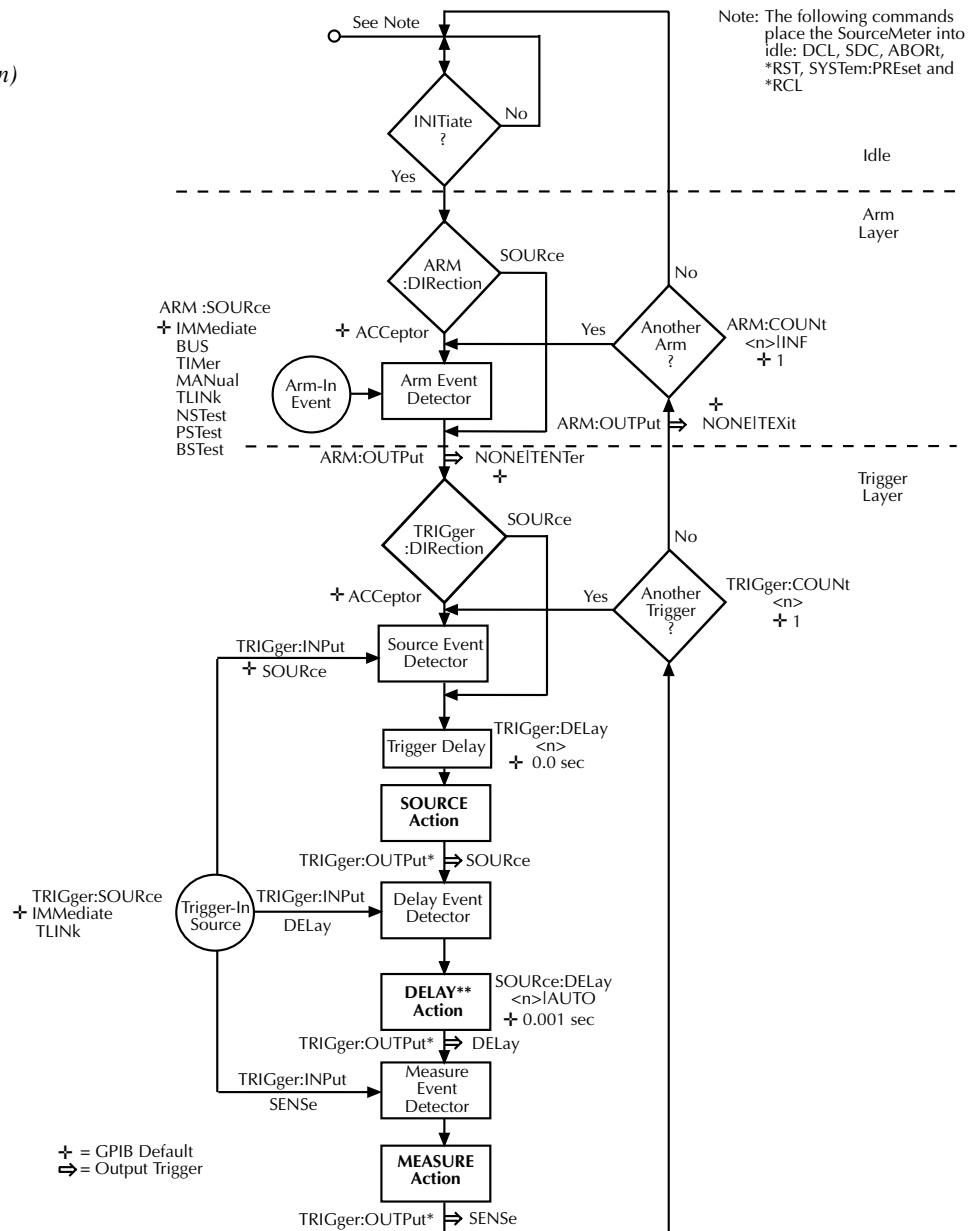 n)
See Note
Note: The following commands
place the SourceMeter into
idle: DCL, SDC, ABORt,
*RST, SYSTem:PREset and
*RCL
INITiate
?
No
Yes
Idle
Arm
Layer
ARM
:DIRection
SOURce
No
ARM :SOURce
✛ IMMediate
BUS
TIMer
MANual
TLINk
NSTest
PSTest
BSTest
✛ ACCeptor
Yes
Another
Arm
?
ARM:COUNt
<n>|INF
✛ 1
Arm-In
Event
Arm Event
Detector
✛
ARM:OUTPut ⇨ NONE|TEXit
ARM:OUTPut ⇨ NONE|TENTer
✛
Trigger
Layer
TRIGger
:DIRection
SOURce
No
✛ ACCeptor
Yes
Another
Trigger
?
TRIGger:COUNt
<n>
✛ 1
TRIGger:INPut
✛ SOURce
Source Event
Detector
Trigger Delay
TRIGger:DELay
<n>
✛ 0.0 sec
SOURCE
Action
TRIGger:OUTPut* ⇨ SOURce
TRIGger:SOURce
✛ IMMediate
TLINk
Trigger-In
Source
TRIGger:INPut
DELay
Delay Event
Detector
DELAY**
Action
SOURce:DELay
<n>|AUTO
✛ 0.001 sec
TRIGger:OUTPut* ⇨ DELay
TRIGger:INPut
SENSe
Measure
Event
Detector
✛ = GPIB Default
⇨ = Output Trigger
MEASURE
Action
TRIGger:OUTPut* ⇨ SENSe